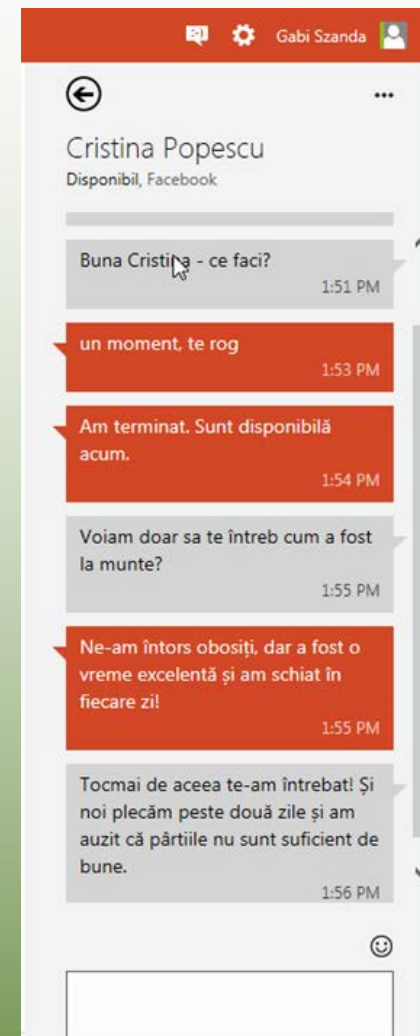 Gabi Szanda
Cristina Popescu
Disponibil, Facebook
Buna Cristina - ce faci?
1:51 PM
un moment, te rog
1:53 PM
Am terminat. Sunt disponibilă
acum.
1:54 PM
Voiam doar sa te întreb cum a fost
la munte?
1:55 PM
Ne-am întors obosiți, dar a fost o
vreme excelentă și am schiat în
fiecare zi!
1:55 PM
Tocmai de aceea te-am întrebat! Și
noi plecăm peste două zile și am
auzit că pârtiile nu sunt suficient de
bune.
1:56 PM